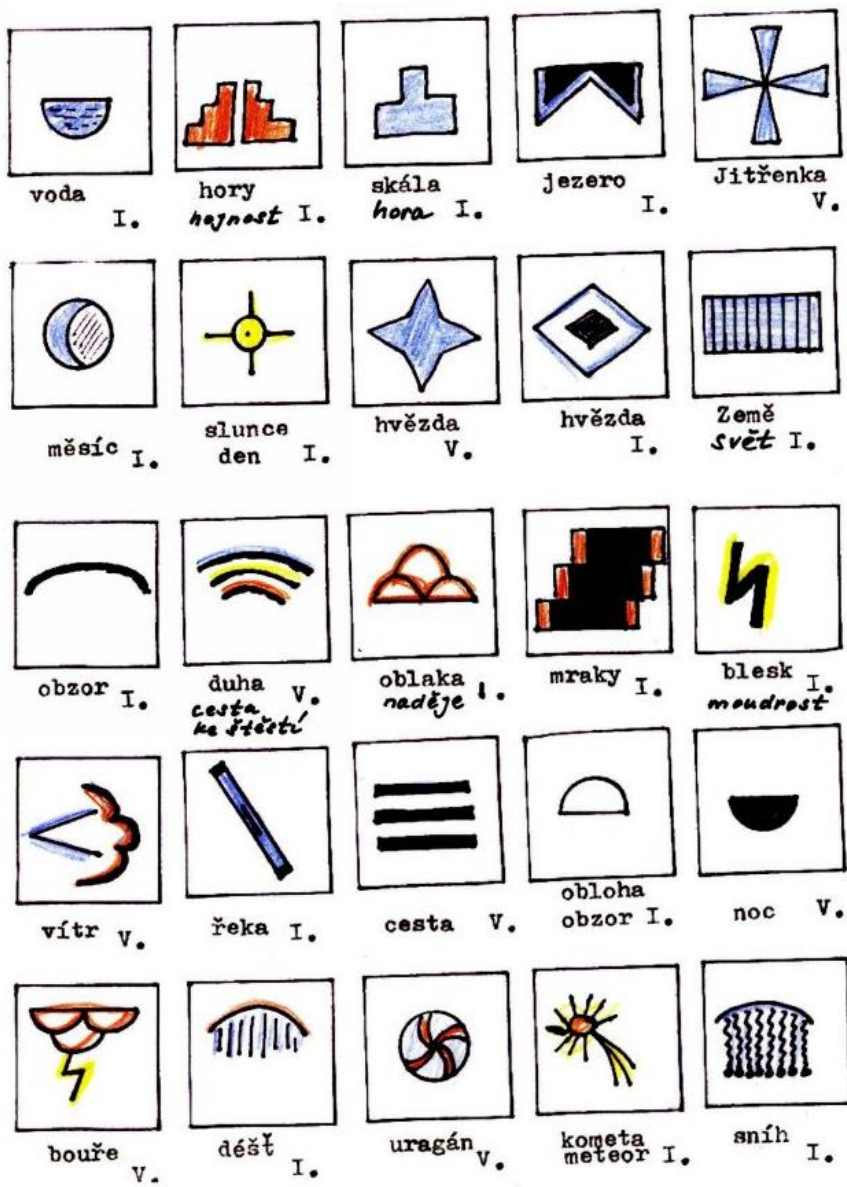 voda I.
hory
hojnost I.
skála
hora I.
jezero I.
Jitřenka V.
měsíc I.
slunce
den I.
hvězda V.
hvězda I.
Země
svět I.
obzor I.
duha V.
cesta
ke štěstí
oblaka
naděje I.
mraky I.
blesk I.
moudrost
vítr V.
řeka I.
cesta V.
obloha
obzor I.
noc V.
bouře V.
déšť I.
uragán V.
kometa
meteor I.
sníh I.